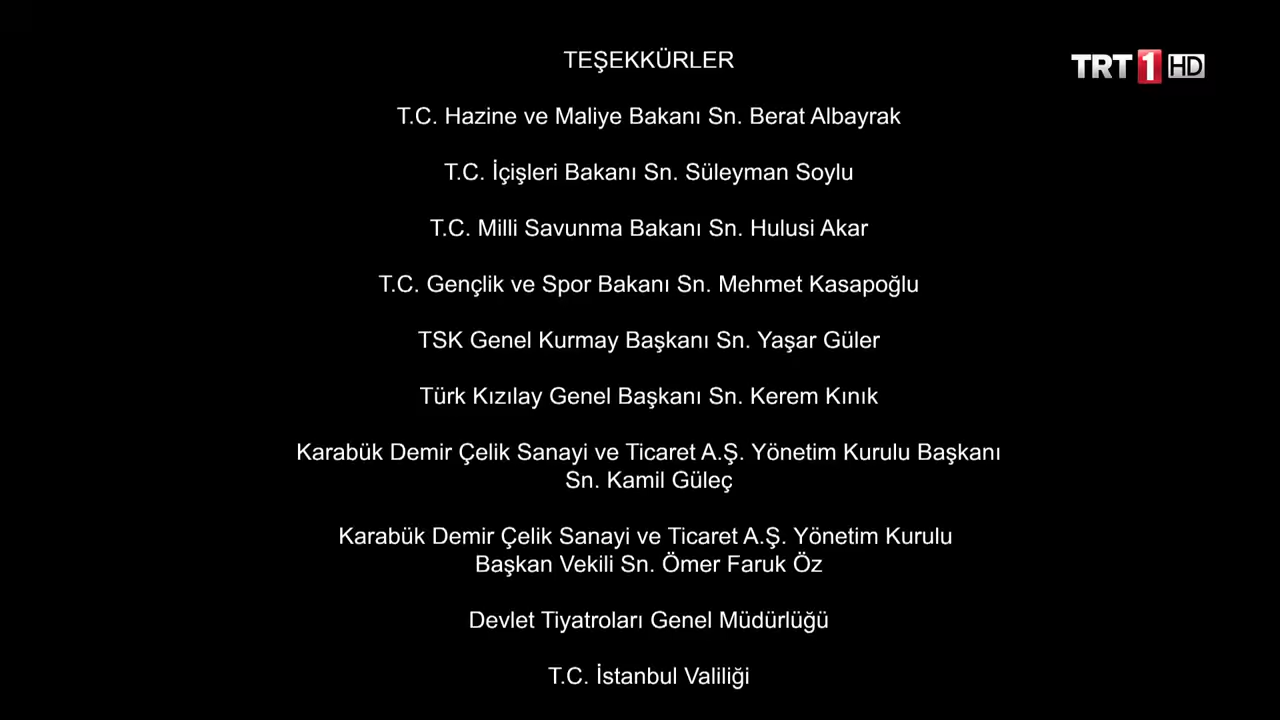 TEŞEKKÜRLER
TRT 1 HD
T.C. Hazine ve Maliye Bakanı Sn. Berat Albayrak
T.C. İçişleri Bakanı Sn. Süleyman Soylu
T.C. Milli Savunma Bakanı Sn. Hulusi Akar
T.C. Gençlik ve Spor Bakanı Sn. Mehmet Kasapoğlu
TSK Genel Kurmay Başkanı Sn. Yaşar Güler
Türk Kızılay Genel Başkanı Sn. Kerem Kınık
Karabük Demir Çelik Sanayi ve Ticaret A.Ş. Yönetim Kurulu Başkanı
Sn. Kamil Güleç
Karabük Demir Çelik Sanayi ve Ticaret A.Ş. Yönetim Kurulu
Başkan Vekili Sn. Ömer Faruk Öz
Devlet Tiyatroları Genel Müdürlüğü
T.C. İstanbul Valiliği